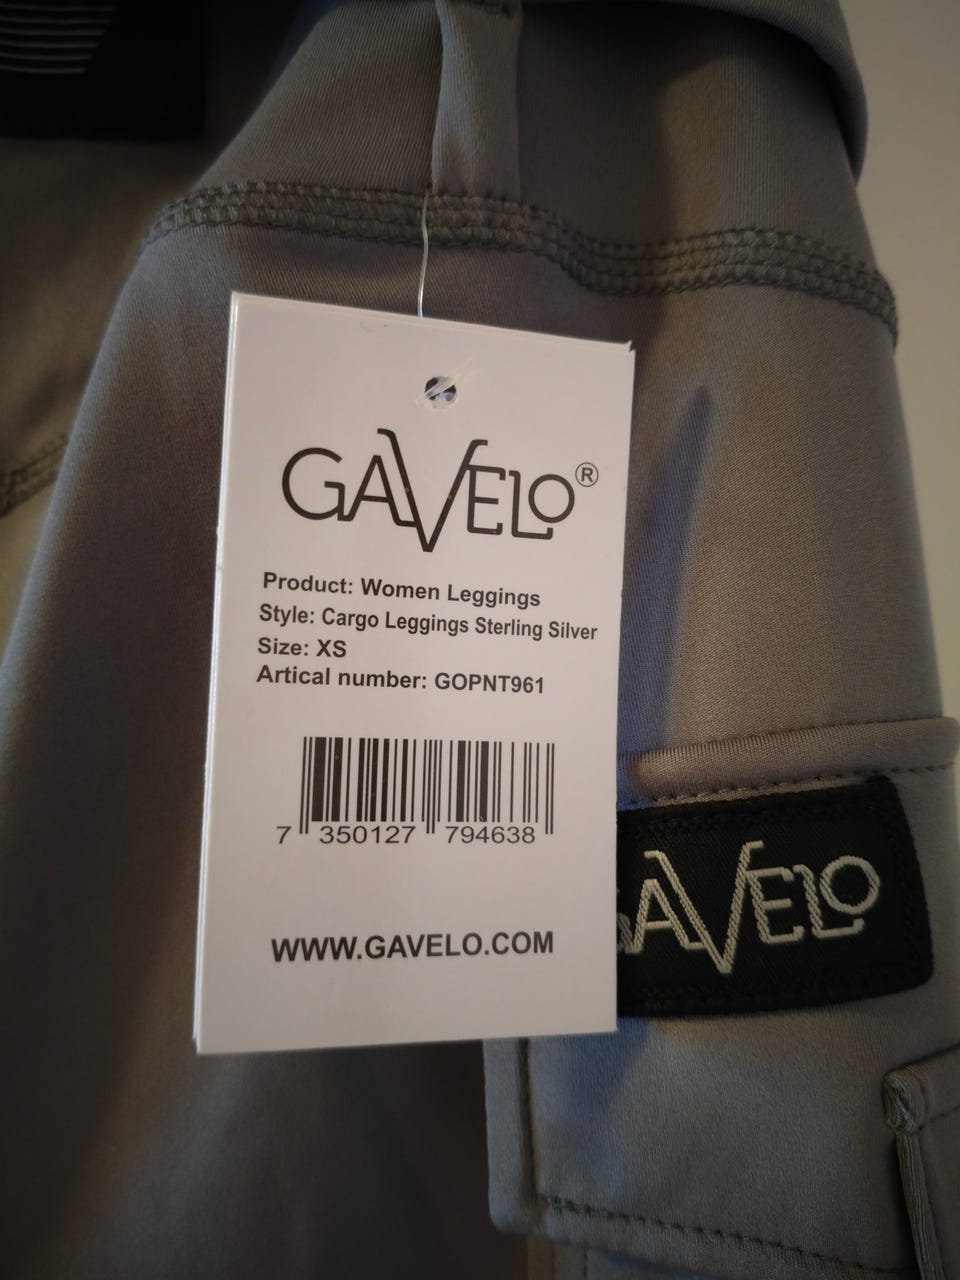 GAVELO®
Product: Women Leggings
Style: Cargo Leggings Sterling Silver
Size: XS
Artical number: GOPNT961
7 350127 794638
WWW.GAVELO.COM
GAVELO